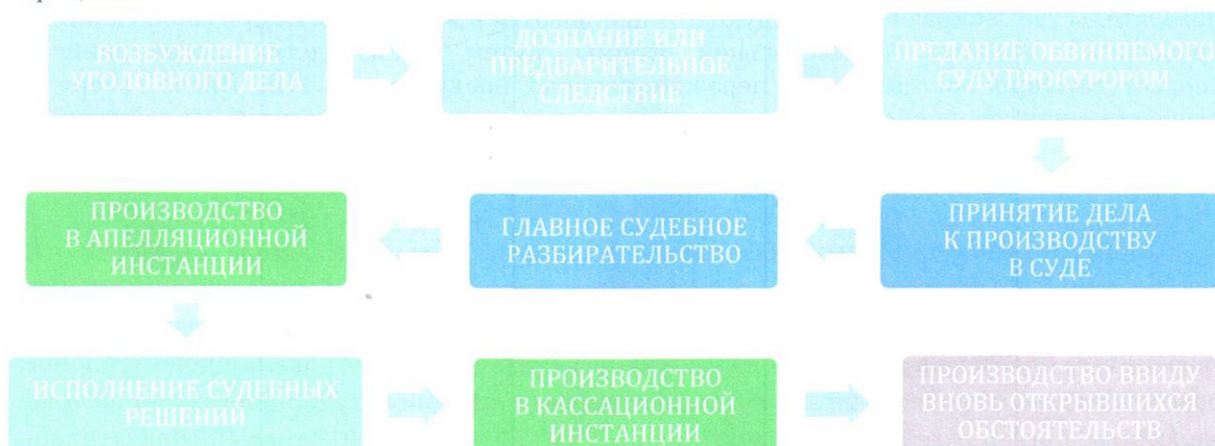 ВОЗБУЖДЕНИЕ
УГОЛОВНОГО ДЕЛА
ДОЗНАНИЕ ИЛИ
ПРЕДВАРИТЕЛЬНОЕ
СЛЕДСТВИЕ
ПРЕДАНИЕ ОБВИНЯЕМОГО
СУДУ ПРОКУРОРОМ
ПРИНЯТИЕ ДЕЛА
К ПРОИЗВОДСТВУ
В СУДЕ
ГЛАВНОЕ СУДЕБНОЕ
РАЗБИРАТЕЛЬСТВО
ПРОИЗВОДСТВО
В АПЕЛЛЯЦИОННОЙ
ИНСТАНЦИИ
ИСПОЛНЕНИЕ СУДЕБНЫХ
РЕШЕНИЙ
ПРОИЗВОДСТВО
В КАССАЦИОННОЙ
ИНСТАНЦИИ
ПРОИЗВОДСТВО ВВИДУ
ВНОВЬ ОТКРЫВШИХСЯ
ОБСТОЯТЕЛЬСТВ